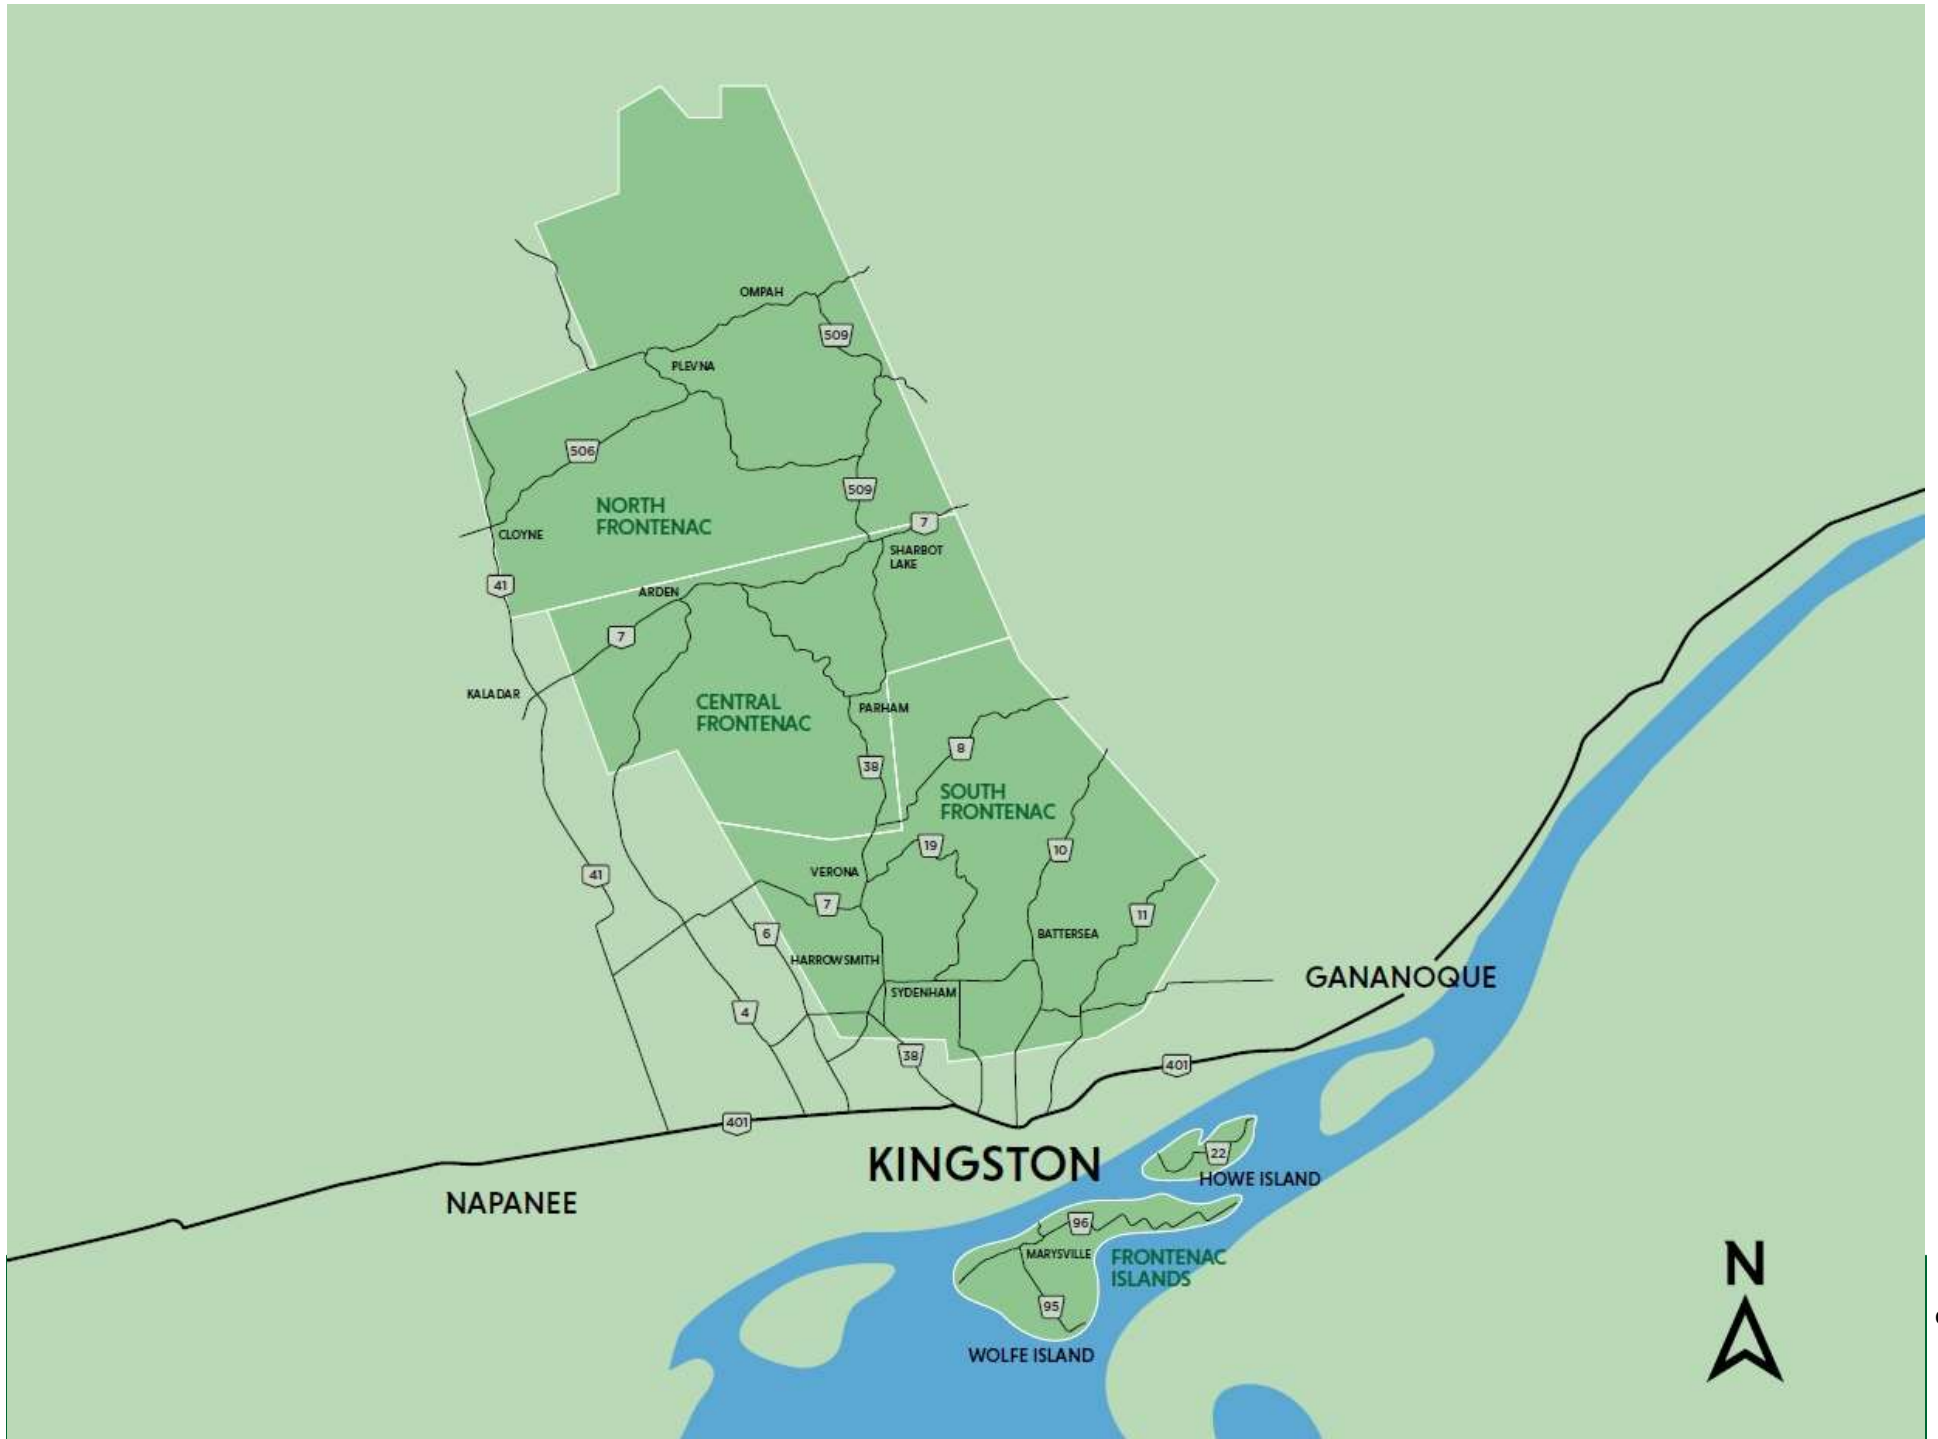 OMPAH
509
PLEVNA
506
509
NORTH
FRONTENAC
7
CLOYNE
SHARBOT
LAKE
41
ARDEN
7
KALADAR
CENTRAL
FRONTENAC
PARHAM
8
38
SOUTH
FRONTENAC
19
10
VERONA
41
7
11
6
BATTERSEA
HARROWSMITH
GANANOQUE
SYDENHAM
4
38
401
401
KINGSTON
22
HOWE ISLAND
NAPANEE
96
MARYSVILLE
FRONTENAC
ISLANDS
N
95
WOLFE ISLAND